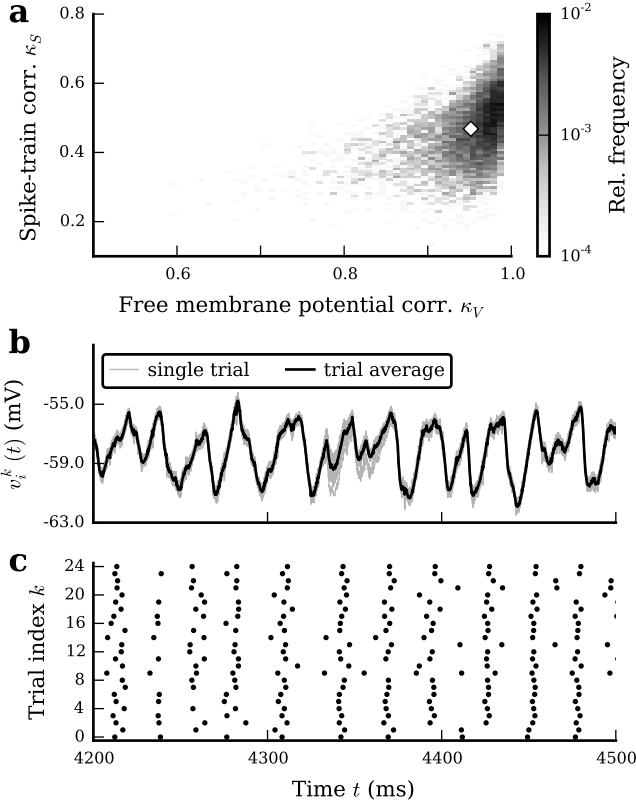 a
0.8
0.6
0.4
0.2
Spike-train corr. κ_S
0.6 0.8 1.0
Free membrane potential corr. κ_V
10⁻²
10⁻³
10⁻⁴
Rel. frequency
b
single trial trial average
-55.0
-59.0
-63.0
v_i^k(t) (mV)
c
24
20
16
12
8
4
0
Trial index k
4200 4300 4400 4500
Time t (ms)